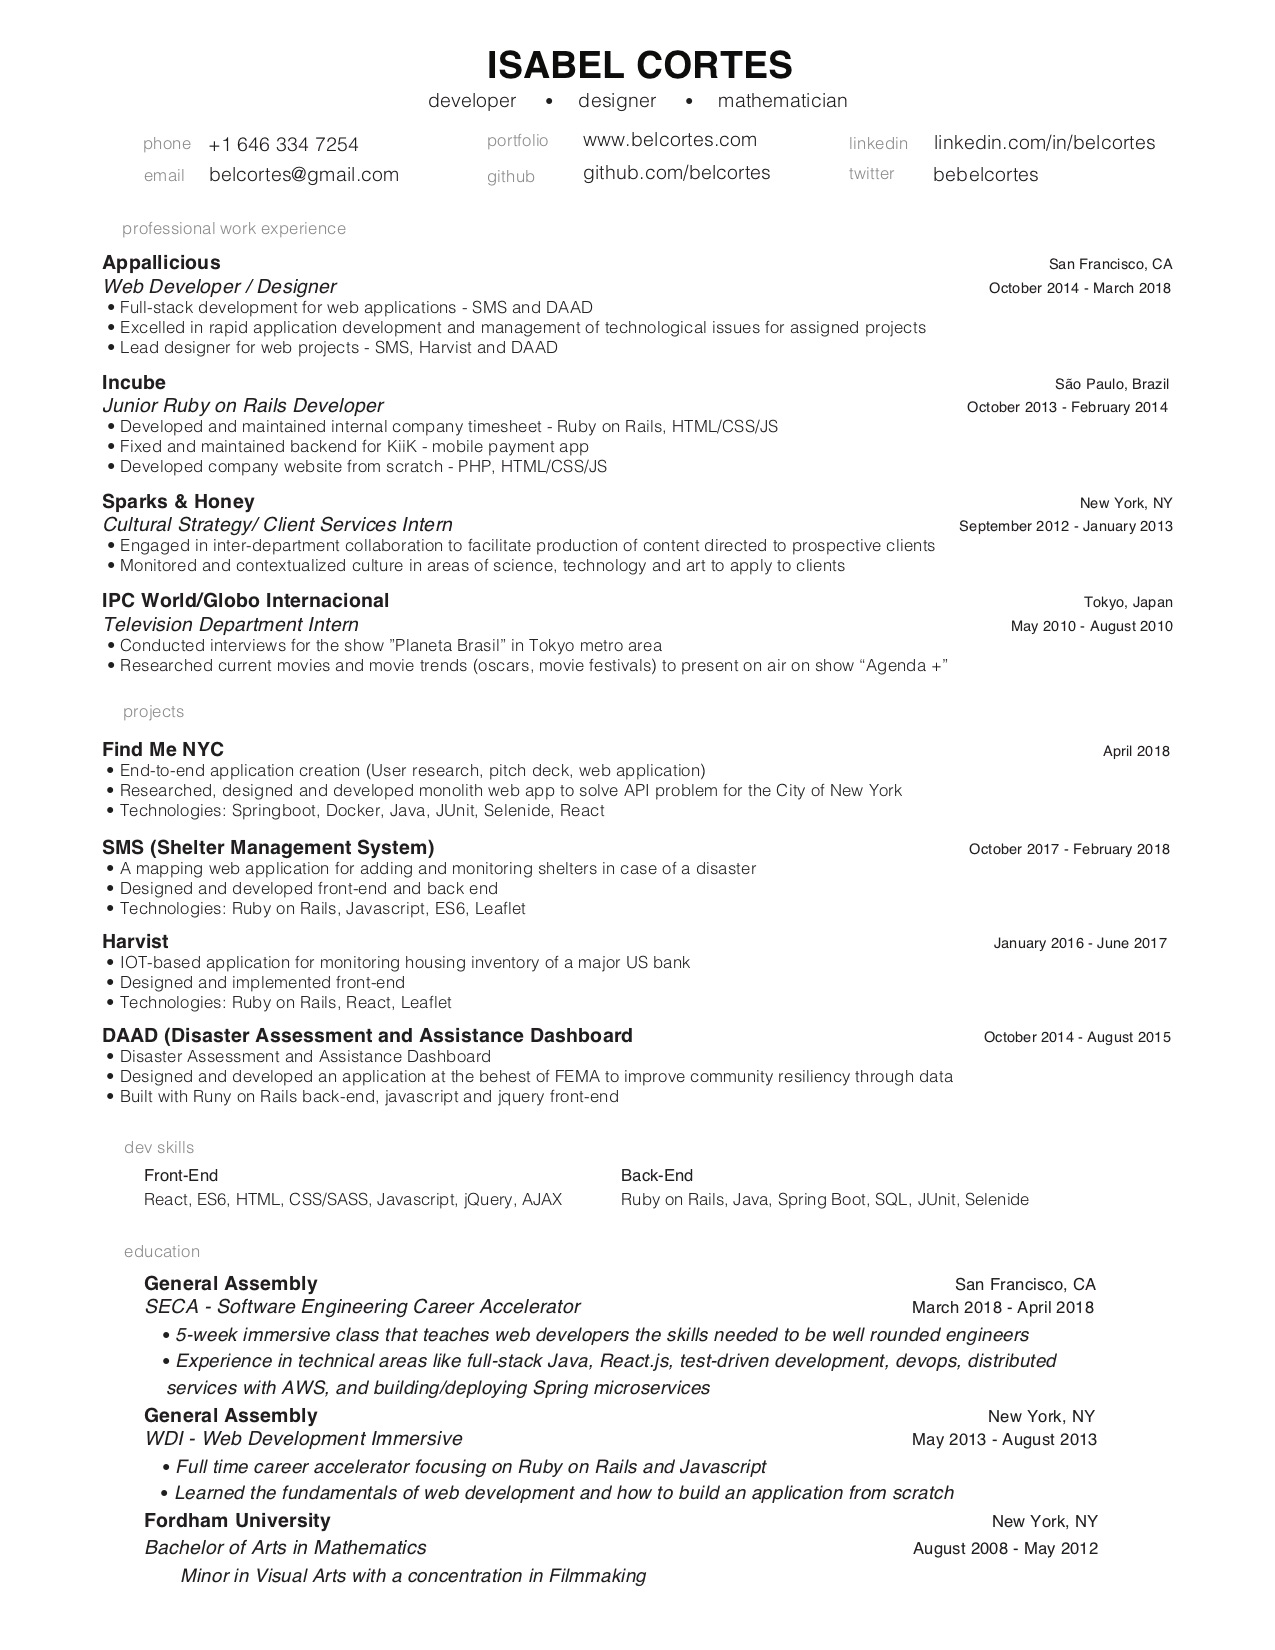 ISABEL CORTES
developer • designer • mathematician
phone +1 646 334 7254 portfolio www.belcortes.com linkedin linkedin.com/in/belcortes
email belcortes@gmail.com github github.com/belcortes twitter bebelcortes
professional work experience
Appallicious San Francisco, CA
Web Developer / Designer October 2014 - March 2018
• Full-stack development for web applications - SMS and DAAD
• Excelled in rapid application development and management of technological issues for assigned projects
• Lead designer for web projects - SMS, Harvist and DAAD
Incube São Paulo, Brazil
Junior Ruby on Rails Developer October 2013 - February 2014
• Developed and maintained internal company timesheet - Ruby on Rails, HTML/CSS/JS
• Fixed and maintained backend for KiiK - mobile payment app
• Developed company website from scratch - PHP, HTML/CSS/JS
Sparks & Honey New York, NY
Cultural Strategy/ Client Services Intern September 2012 - January 2013
• Engaged in inter-department collaboration to facilitate production of content directed to prospective clients
• Monitored and contextualized culture in areas of science, technology and art to apply to clients
IPC World/Globo Internacional Tokyo, Japan
Television Department Intern May 2010 - August 2010
• Conducted interviews for the show ”Planeta Brasil” in Tokyo metro area
• Researched current movies and movie trends (oscars, movie festivals) to present on air on show “Agenda +”
projects
Find Me NYC April 2018
• End-to-end application creation (User research, pitch deck, web application)
• Researched, designed and developed monolith web app to solve API problem for the City of New York
• Technologies: Springboot, Docker, Java, JUnit, Selenide, React
SMS (Shelter Management System) October 2017 - February 2018
• A mapping web application for adding and monitoring shelters in case of a disaster
• Designed and developed front-end and back end
• Technologies: Ruby on Rails, Javascript, ES6, Leaflet
Harvist January 2016 - June 2017
• IOT-based application for monitoring housing inventory of a major US bank
• Designed and implemented front-end
• Technologies: Ruby on Rails, React, Leaflet
DAAD (Disaster Assessment and Assistance Dashboard October 2014 - August 2015
• Disaster Assessment and Assistance Dashboard
• Designed and developed an application at the behest of FEMA to improve community resiliency through data
• Built with Runy on Rails back-end, javascript and jquery front-end
dev skills
Front-End Back-End
React, ES6, HTML, CSS/SASS, Javascript, jQuery, AJAX Ruby on Rails, Java, Spring Boot, SQL, JUnit, Selenide
education
General Assembly San Francisco, CA
SECA - Software Engineering Career Accelerator March 2018 - April 2018
• 5-week immersive class that teaches web developers the skills needed to be well rounded engineers
• Experience in technical areas like full-stack Java, React.js, test-driven development, devops, distributed
services with AWS, and building/deploying Spring microservices
General Assembly New York, NY
WDI - Web Development Immersive May 2013 - August 2013
• Full time career accelerator focusing on Ruby on Rails and Javascript
• Learned the fundamentals of web development and how to build an application from scratch
Fordham University New York, NY
Bachelor of Arts in Mathematics August 2008 - May 2012
Minor in Visual Arts with a concentration in Filmmaking